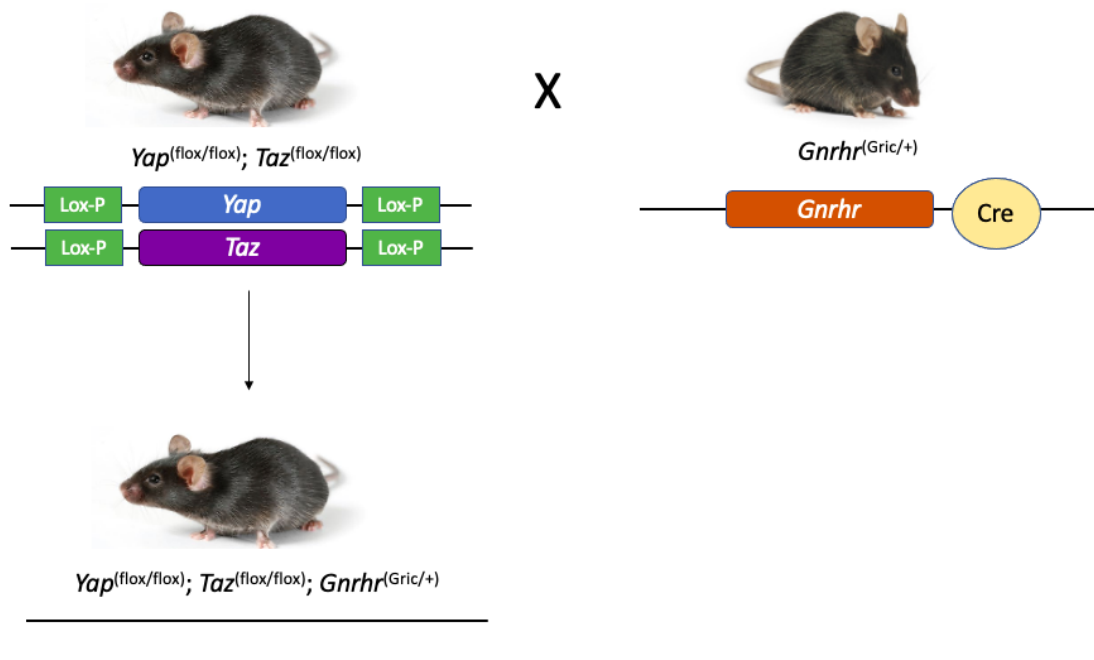 X
Yap(flox/flox); Taz(flox/flox)
Gnrhr(Gric/+)
Lox-P Yap Lox-P
Gnrhr Cre
Lox-P Taz Lox-P
Yap(flox/flox); Taz(flox/flox); Gnrhr(Gric/+)